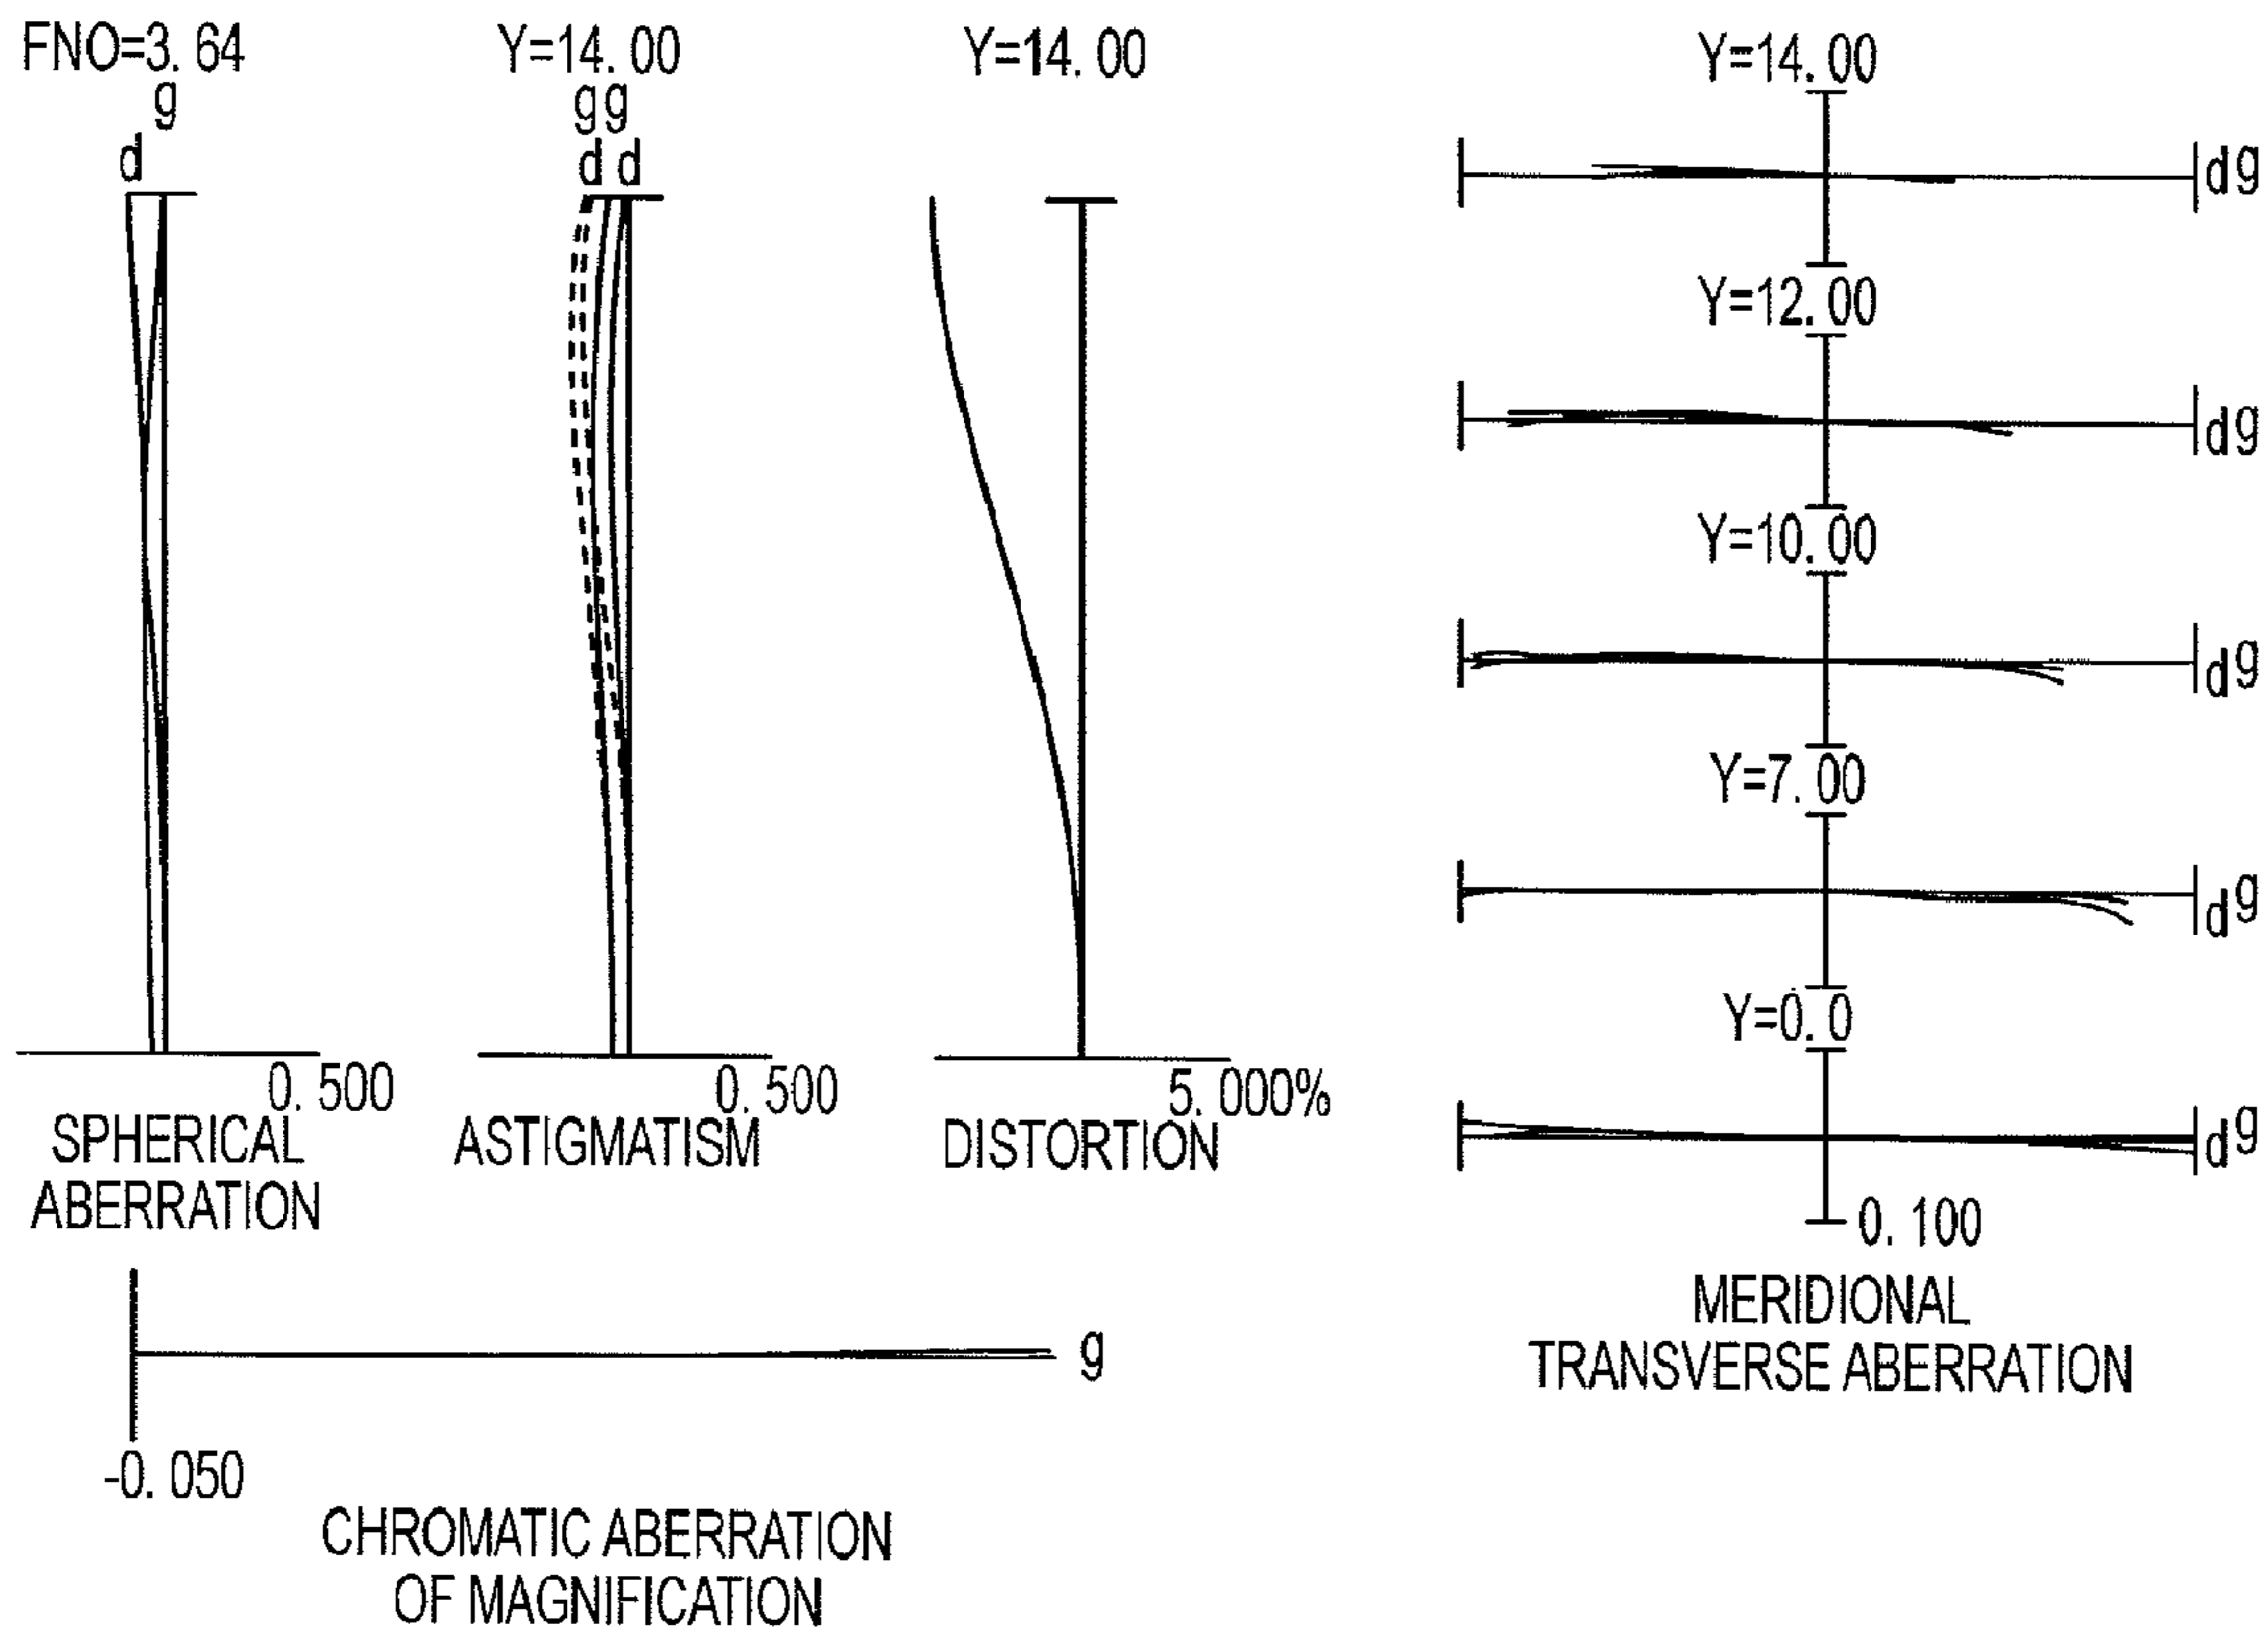 FNO=3. 64
g
d
Y=14. 00
g g
d d
Y=14. 00
0. 500
SPHERICAL
ABERRATION
0. 500
ASTIGMATISM
5. 000%
DISTORTION
Y=14. 00
dg
Y=12. 00
dg
Y=10. 00
dg
Y=7. 00
dg
Y=0. 0
dg
0. 100
MERIDIONAL
TRANSVERSE ABERRATION
g
-0. 050
CHROMATIC ABERRATION
OF MAGNIFICATION